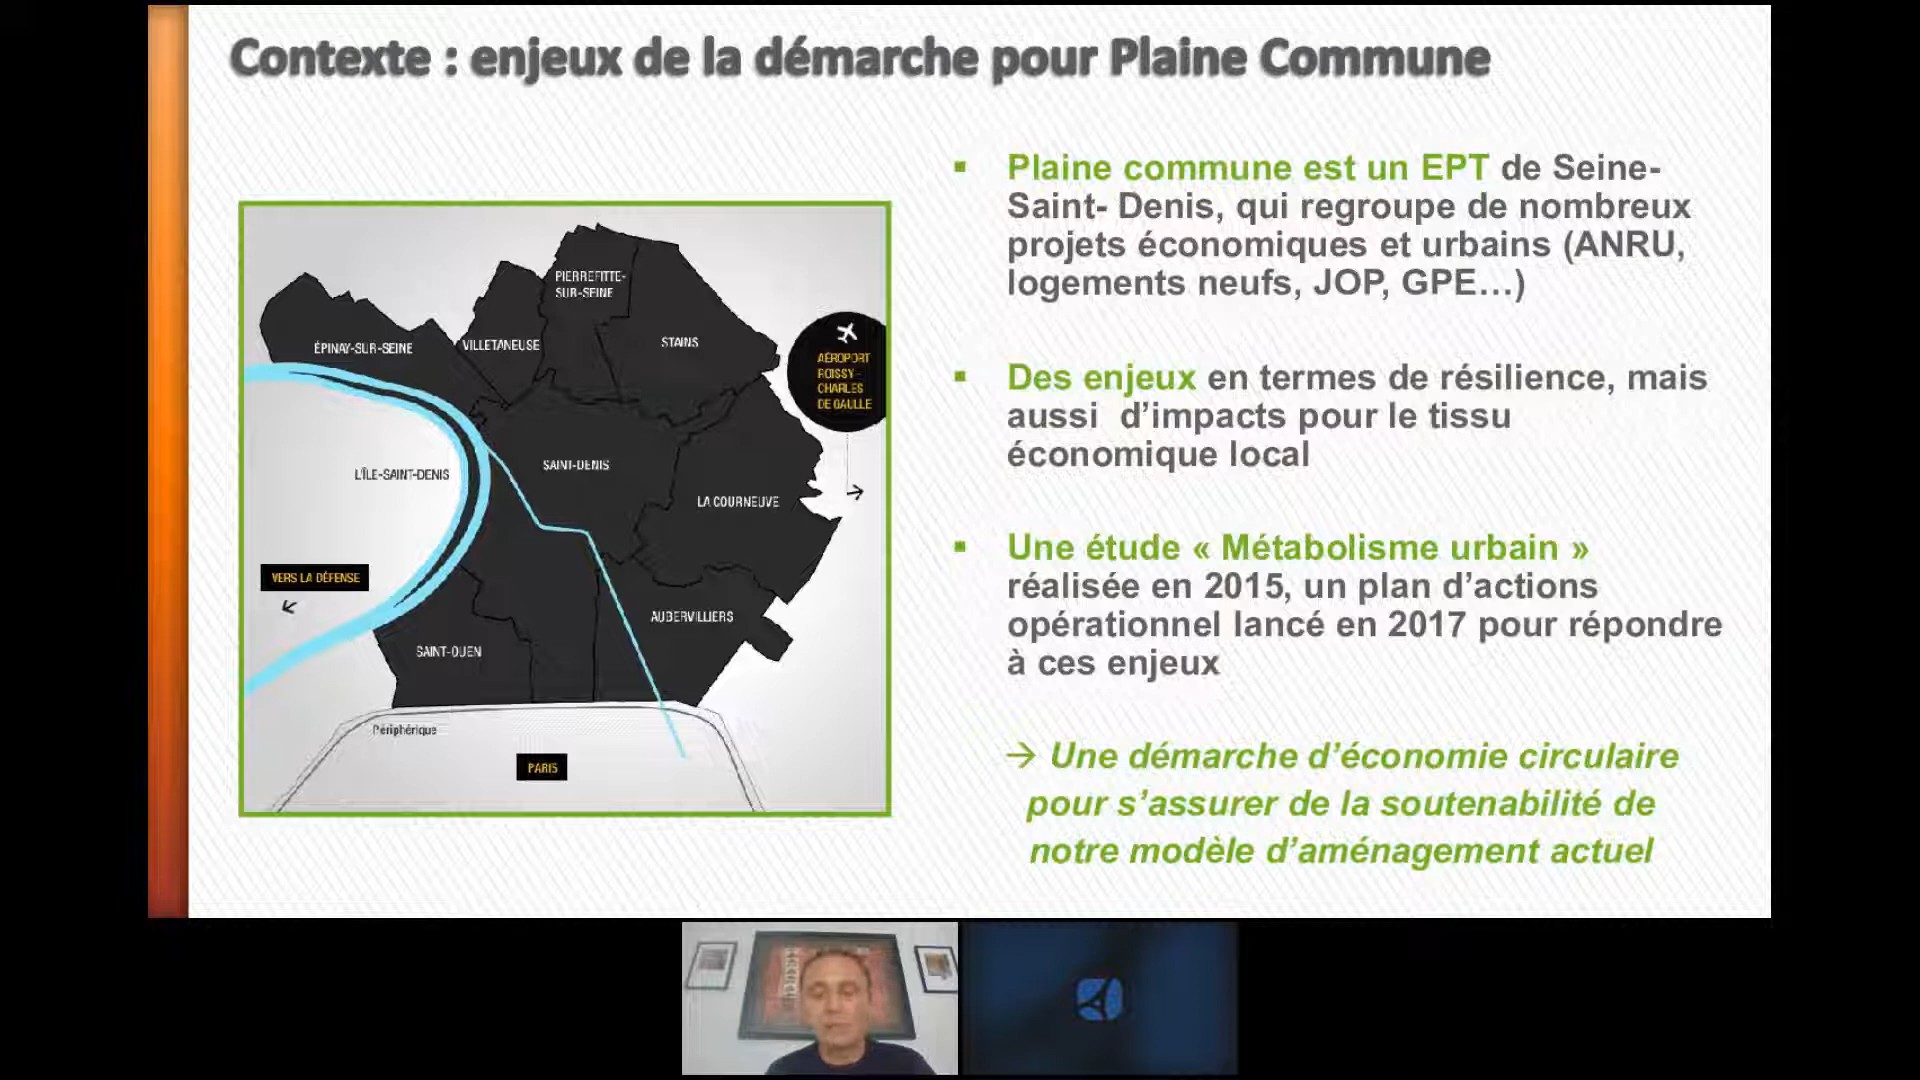 Contexte : enjeux de la démarche pour Plaine Commune
PIERREFITTE-
SUR-SEINE
ÉPINAY-SUR-SEINE
VILLETANEUSE
STAINS
AÉROPORT
ROISSY-
CHARLES
DE GAULLE
L'ÎLE-SAINT-DENIS
SAINT-DENIS
LA COURNEUVE
VERS LA DÉFENSE
AUBERVILLIERS
SAINT-OUEN
Périphérique
PARIS
▪ Plaine commune est un EPT de Seine-
Saint- Denis, qui regroupe de nombreux
projets économiques et urbains (ANRU,
logements neufs, JOP, GPE…)
▪ Des enjeux en termes de résilience, mais
aussi d’impacts pour le tissu
économique local
▪ Une étude « Métabolisme urbain »
réalisée en 2015, un plan d’actions
opérationnel lancé en 2017 pour répondre
à ces enjeux
→ Une démarche d’économie circulaire
pour s’assurer de la soutenabilité de
notre modèle d’aménagement actuel